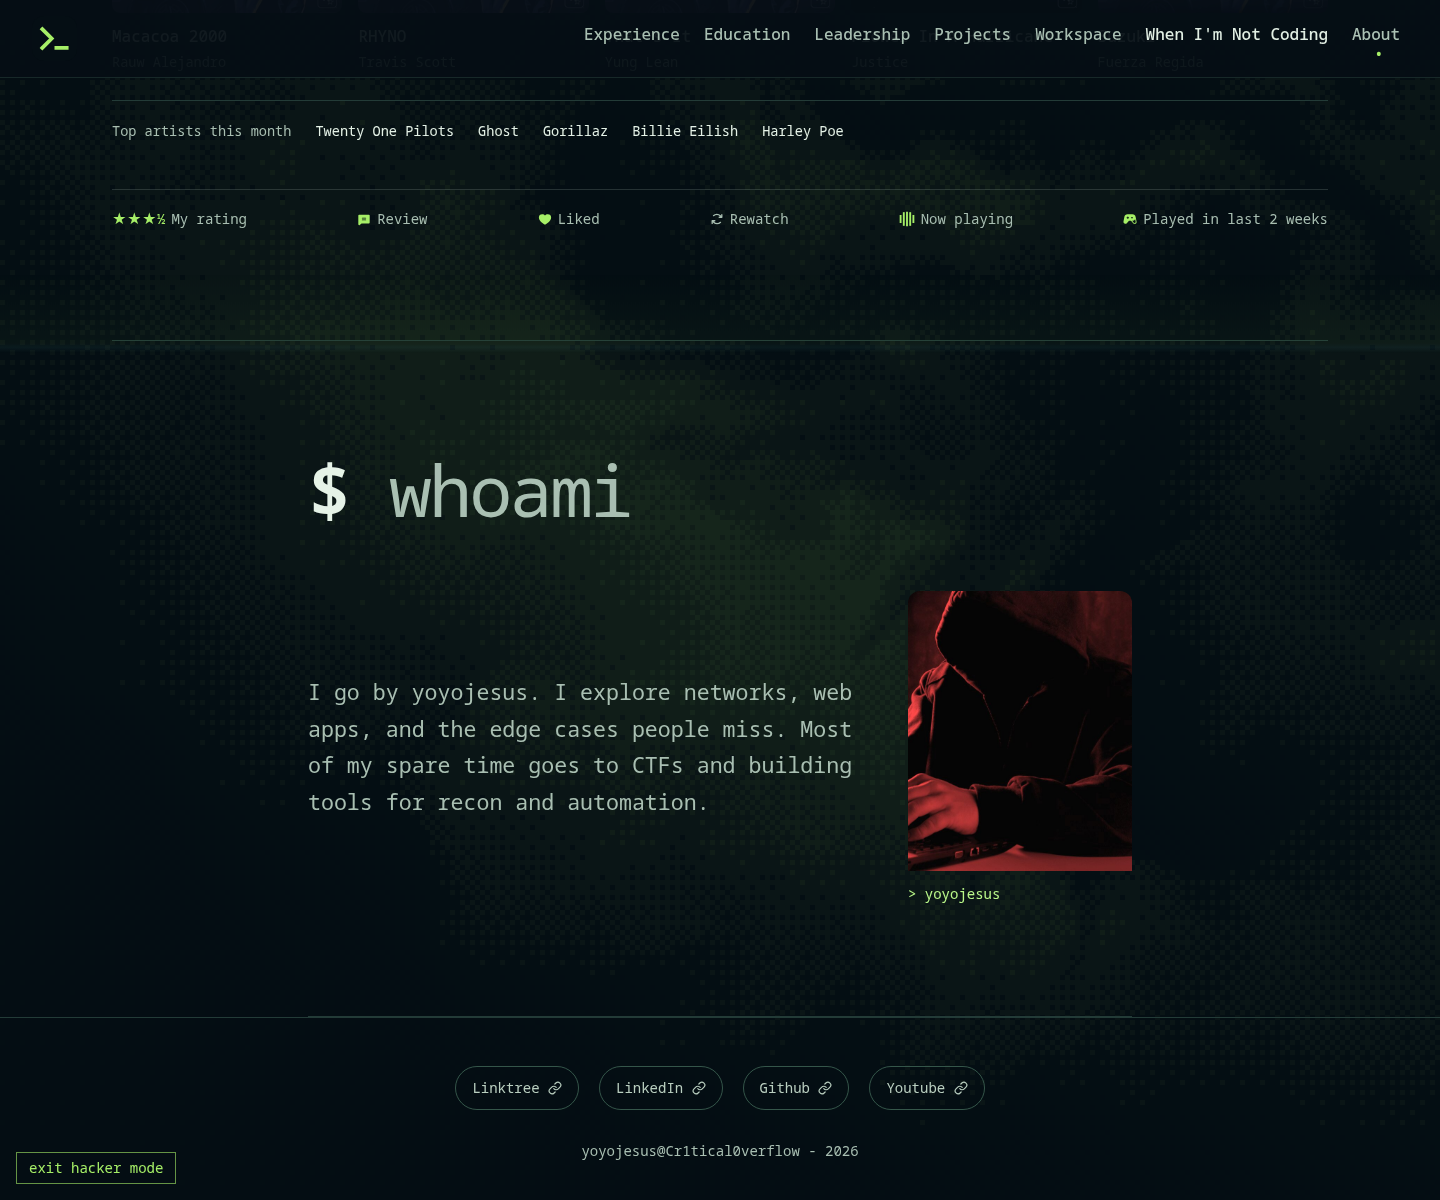 Experience Education Leadership Projects Workspace When I'm Not Coding About
Macacoa 2000 RHYNO
Rauw Alejandro Travis Scott Yung Lean Justice Fuerza Regida
Top artists this month Twenty One Pilots Ghost Gorillaz Billie Eilish Harley Poe
★★★½ My rating Review Liked Rewatch Now playing Played in last 2 weeks
$ whoami
I go by yoyojesus. I explore networks, web
apps, and the edge cases people miss. Most
of my spare time goes to CTFs and building
tools for recon and automation.
> yoyojesus
Linktree LinkedIn Github Youtube
yoyojesus@Cr1tical0verflow - 2026
exit hacker mode